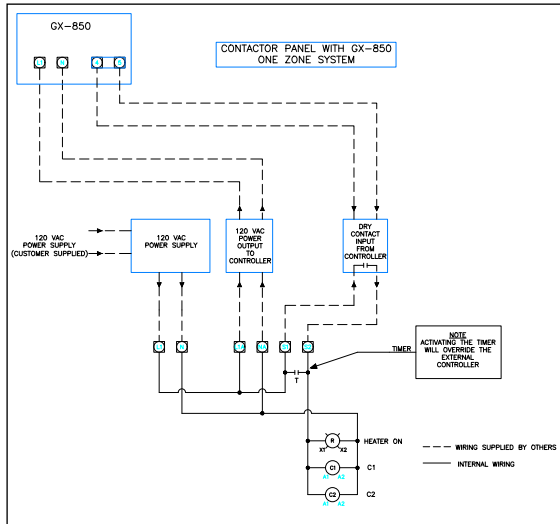 GX-850
L1 N A B
CONTACTOR PANEL WITH GX-850
ONE ZONE SYSTEM
120 VAC
POWER SUPPLY
(CUSTOMER SUPPLIED)
120 VAC
POWER SUPPLY
120 VAC
POWER
OUTPUT
TO
CONTROLLER
DRY
CONTACT
INPUT
FROM
CONTROLLER
N
T
TIMER
NOTE
ACTIVATING THE TIMER
WILL OVERRIDE THE
EXTERNAL
CONTROLLER
R
X1 X2
HEATER ON
C1
A1 A2
C1
C2
A1 A2
C2
WIRING SUPPLIED BY OTHERS
INTERNAL WIRING